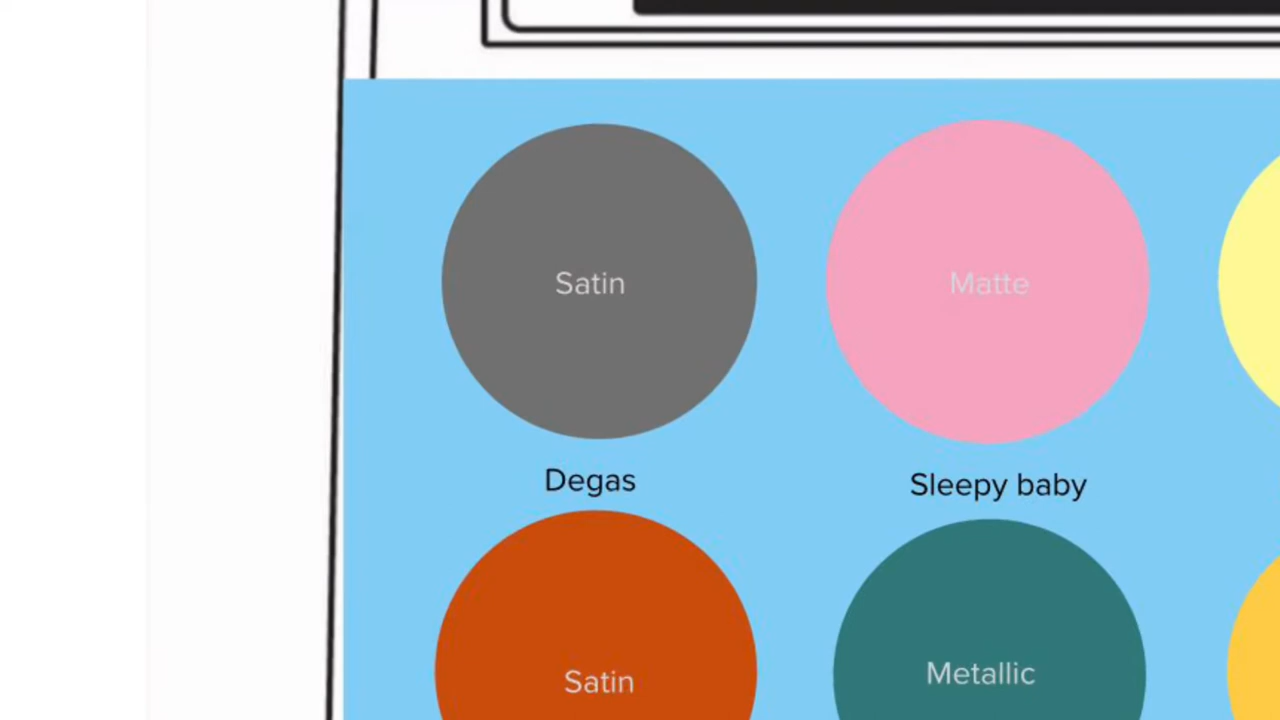 Satin
Matte
Degas
Sleepy baby
Satin
Metallic